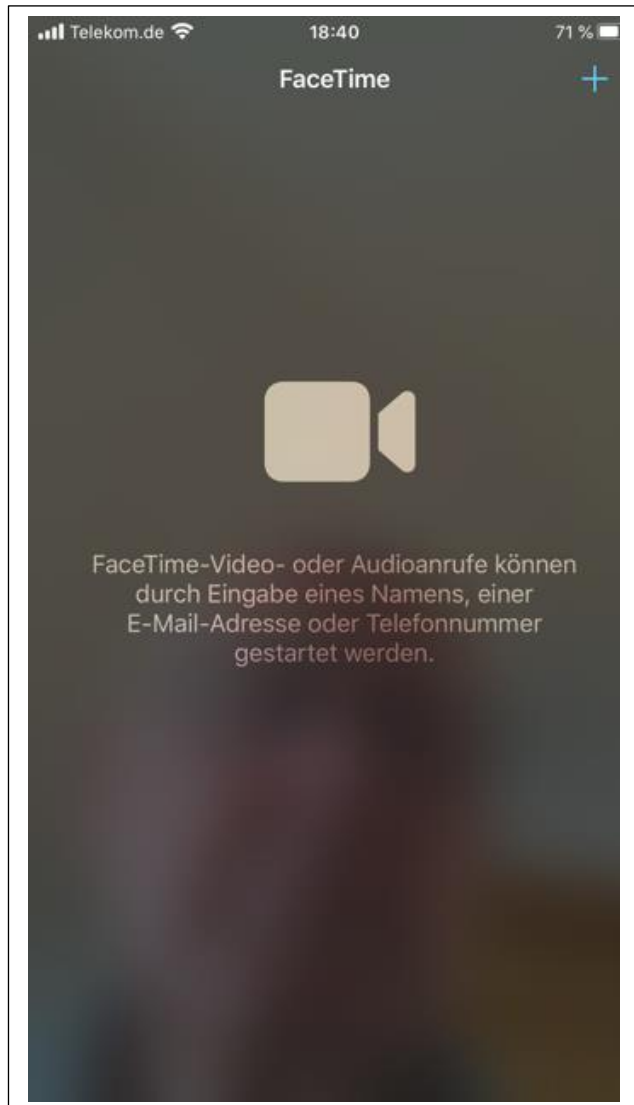 Telekom.de 18:40 71 %
FaceTime
FaceTime-Video- oder Audioanrufe können
durch Eingabe eines Namens, einer
E-Mail-Adresse oder Telefonnummer
gestartet werden.